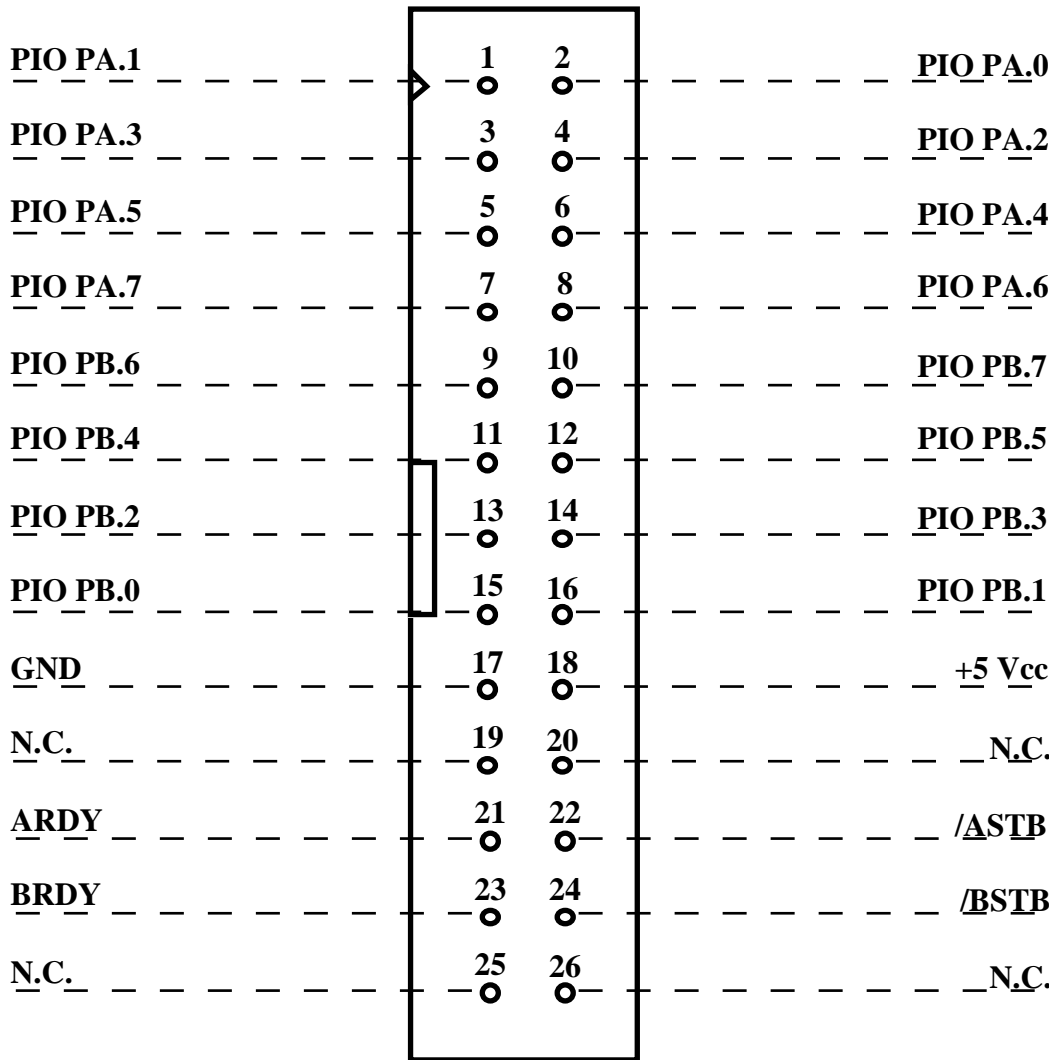 PIO PA.1 1 2 PIO PA.0
PIO PA.3 3 4 PIO PA.2
PIO PA.5 5 6 PIO PA.4
PIO PA.7 7 8 PIO PA.6
PIO PB.6 9 10 PIO PB.7
PIO PB.4 11 12 PIO PB.5
PIO PB.2 13 14 PIO PB.3
PIO PB.0 15 16 PIO PB.1
GND 17 18 +5 Vcc
N.C. 19 20 N.C.
ARDY 21 22 /ASTB
BRDY 23 24 /BSTB
N.C. 25 26 N.C.